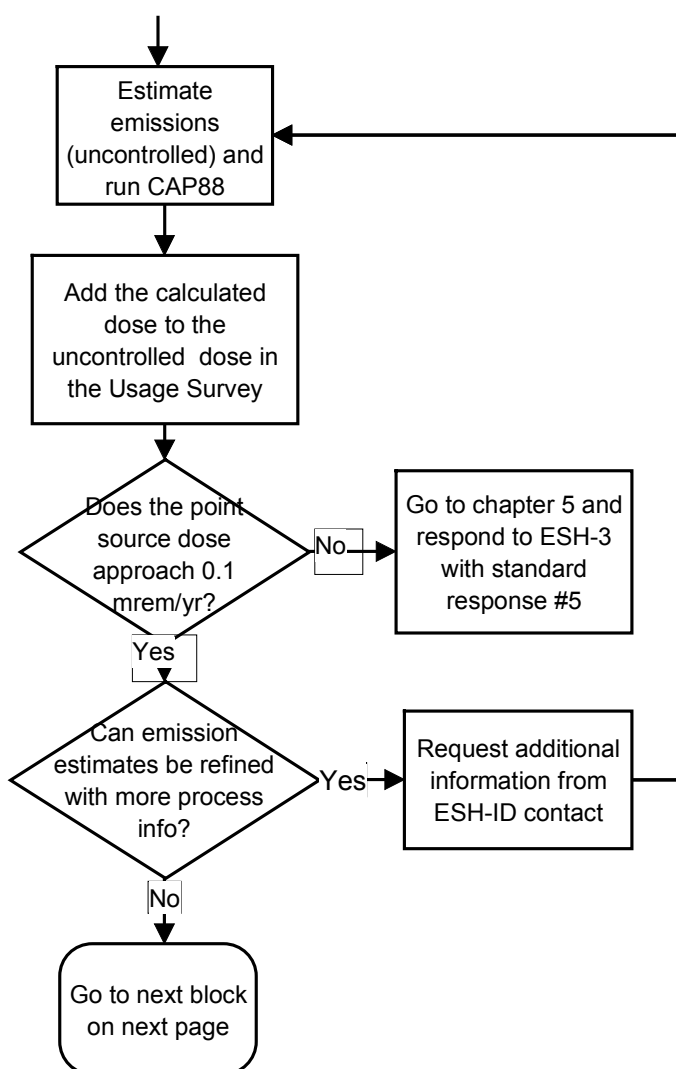 Estimate
emissions
(uncontrolled) and
run CAP88
Add the calculated
dose to the
uncontrolled dose in
the Usage Survey
Does the point
source dose
approach 0.1
mrem/yr?
No
Go to chapter 5 and
respond to ESH-3
with standard
response #5
Yes
Can emission
estimates be refined
with more process
info?
Yes
Request additional
information from
ESH-ID contact
No
Go to next block
on next page